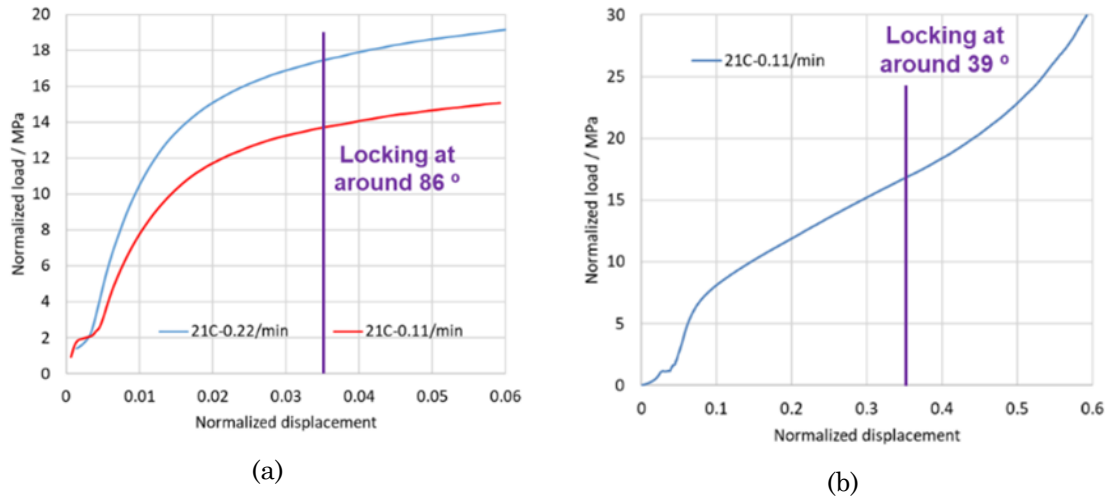 20
18
16
14
12
10
8
6
4
2
0
Normalized load / MPa
Locking at
around 86 º
21C-0.22/min
21C-0.11/min
0
0.01
0.02
0.03
0.04
0.05
0.06
Normalized displacement
(a)
30
25
20
15
10
5
0
Normalized load / MPa
21C-0.11/min
Locking at
around 39 º
0
0.1
0.2
0.3
0.4
0.5
0.6
Normalized displacement
(b)